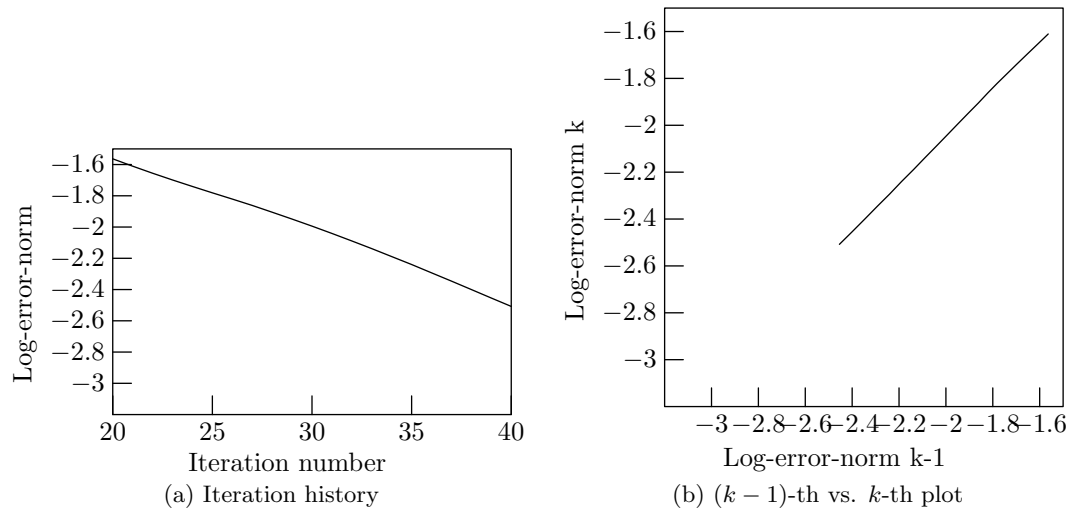 −1.6
−1.8
−2
−2.2
−2.4
−2.6
−2.8
−3
Log-error-norm
20 25 30 35 40
Iteration number
(a) Iteration history
−1.6
−1.8
−2
−2.2
−2.4
−2.6
−2.8
−3
Log-error-norm k
−3 −2.8 −2.6 −2.4 −2.2 −2 −1.8 −1.6
Log-error-norm k-1
(b) (k − 1)-th vs. k-th plot